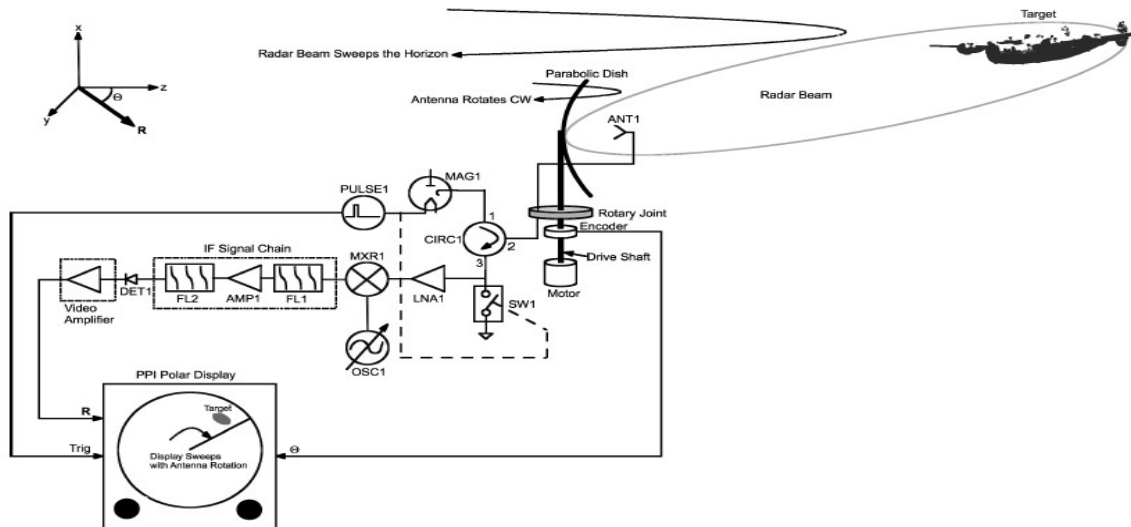 Target
x
Radar Beam Sweeps the Horizon
Parabolic Dish
Θ
z
Antenna Rotates CW
Radar Beam
ANT1
y
R
MAG1
PULSE1
1
Rotary Joint
CIRC1
2
Encoder
IF Signal Chain
MXR1
3
Drive Shaft
DET1
FL2
AMP1
FL1
LNA1
SW1
Motor
Video
Amplifier
OSC1
PPI Polar Display
R
Target
Trig
Display Sweeps
with Antenna Rotation
Θ